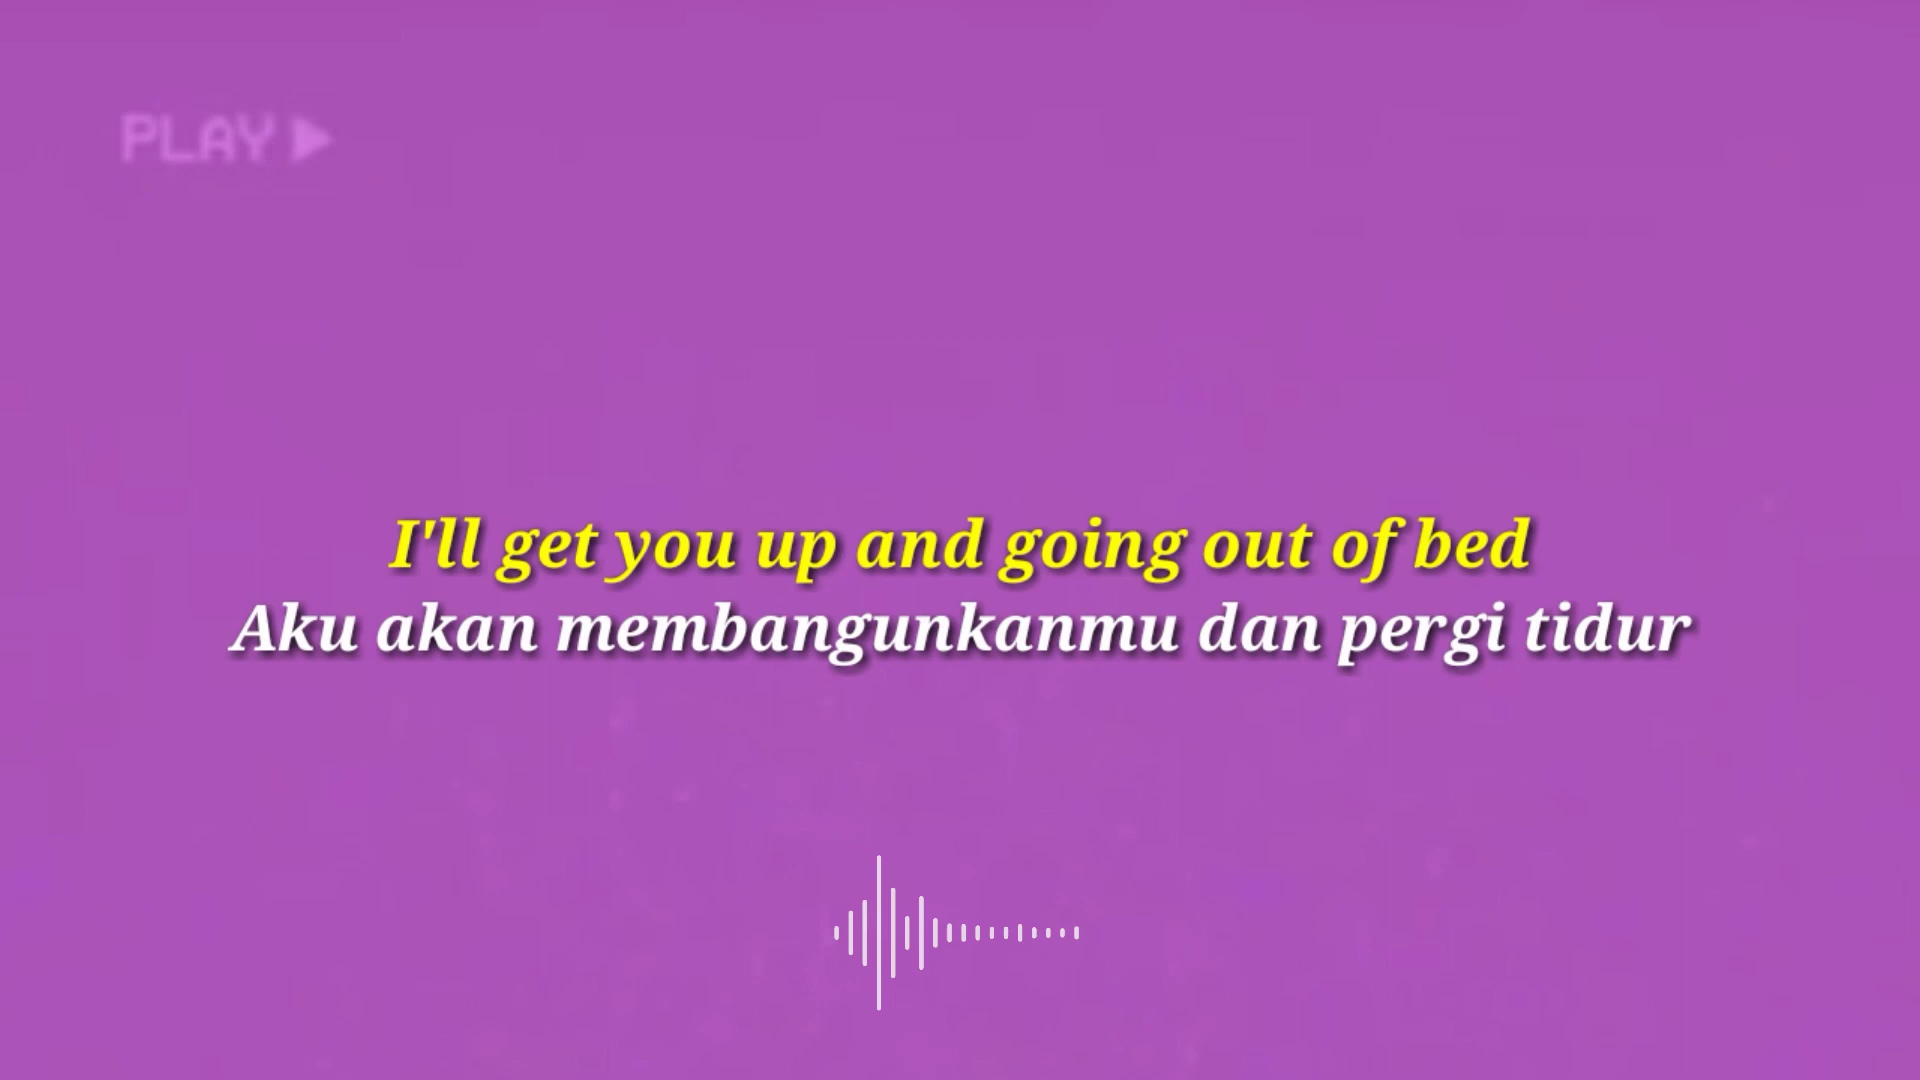 PLAY
I'll get you up and going out of bed
Aku akan membangunkanmu dan pergi tidur